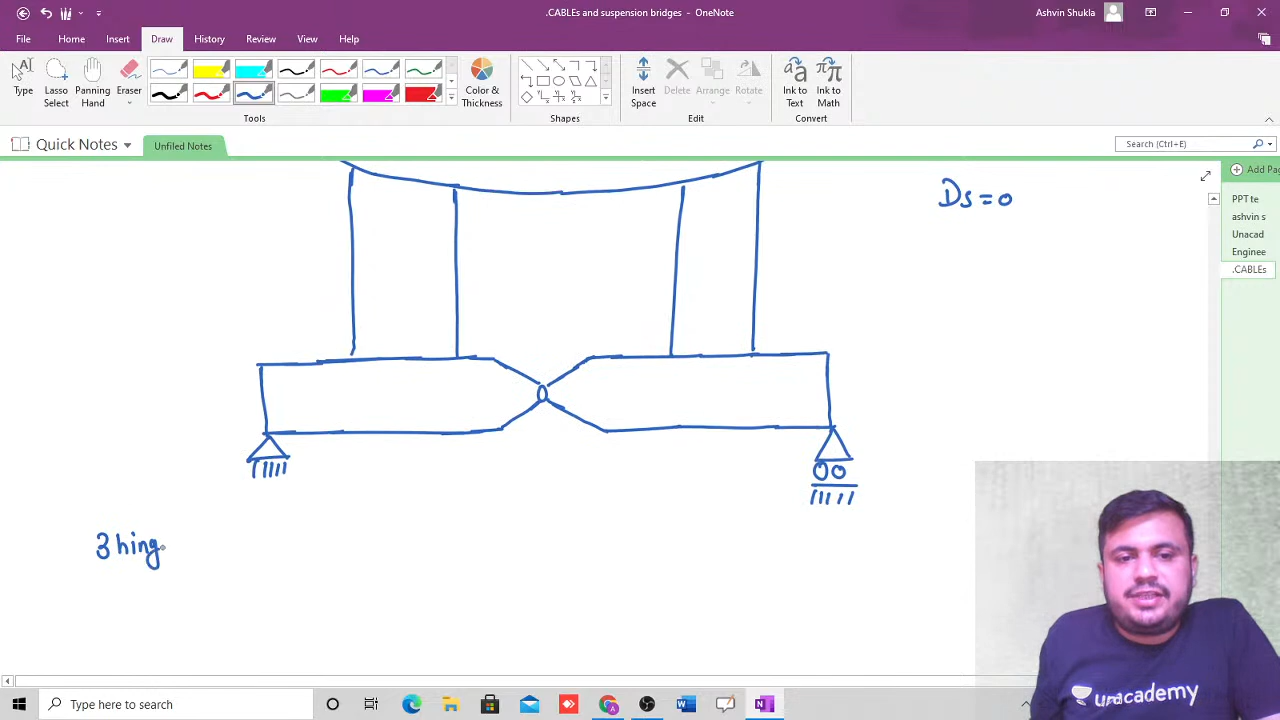 .CABLEs and suspension bridges - OneNote
Ashvin Shukla
File Home Insert Draw History Review View Help
Type Lasso Select Panning Hand Eraser
Color & Thickness
Insert Space Delete Arrange Rotate
Ink to Text Ink to Math
Tools Shapes Edit Convert
Quick Notes Unfiled Notes
Search (Ctrl+E)
Add Pag
PPT te
ashvin s
Unacad
Enginee
.CABLEs
Ds = 0
3 hing
unacademy
Type here to search